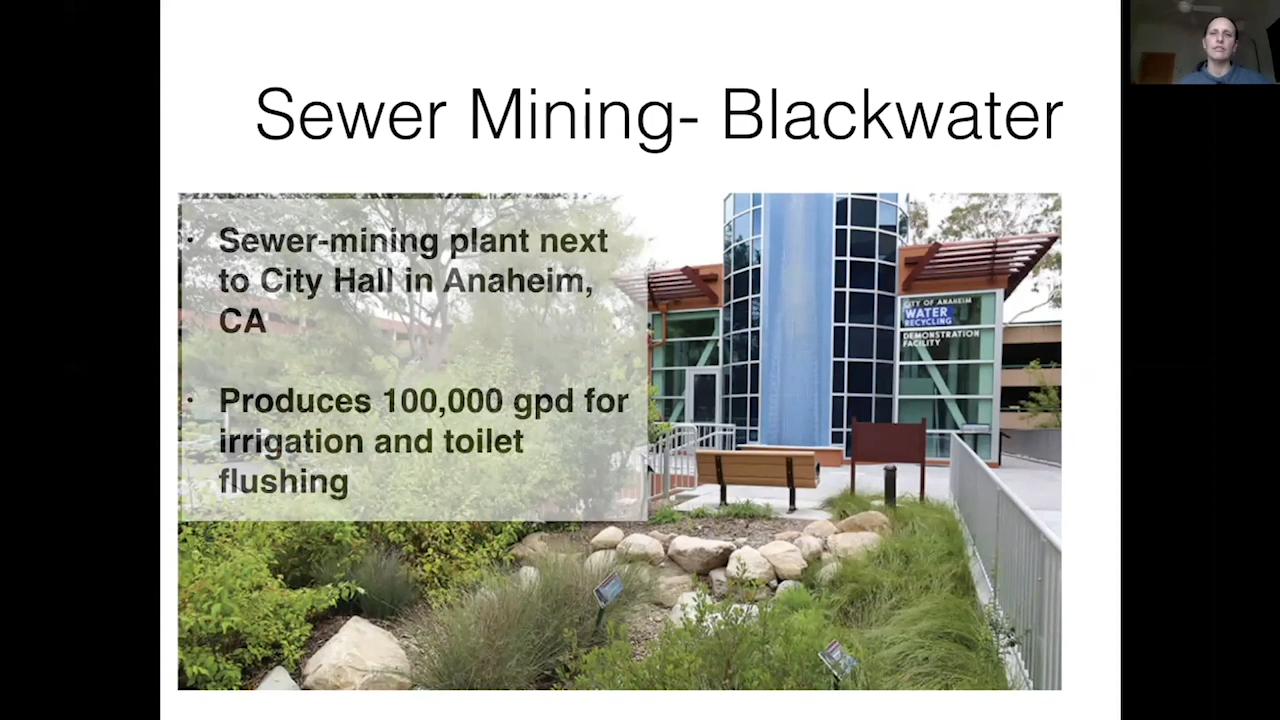 Sewer Mining- Blackwater
· Sewer-mining plant next
to City Hall in Anaheim,
CA
· Produces 100,000 gpd for
irrigation and toilet
flushing
CITY OF ANAHEIM
WATER
RECYCLING
DEMONSTRATION
FACILITY